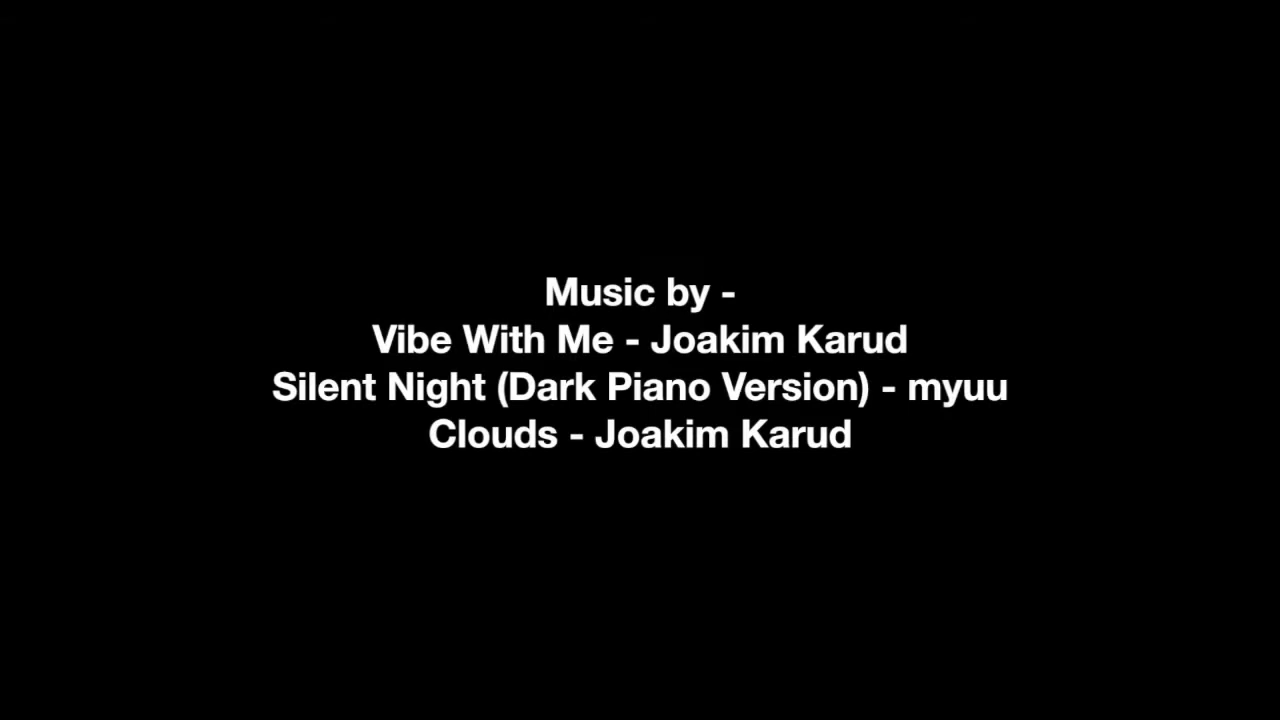 Music by -
Vibe With Me - Joakim Karud
Silent Night (Dark Piano Version) - myuu
Clouds - Joakim Karud